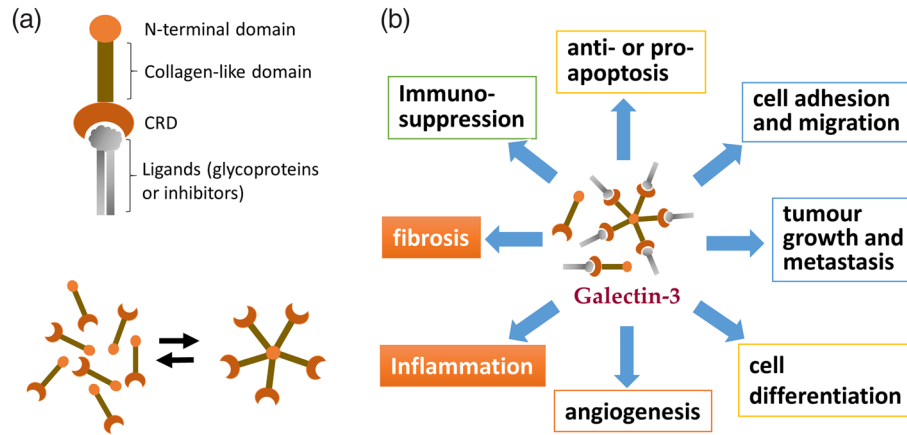 (a)
N-terminal domain
Collagen-like domain
CRD
Ligands (glycoproteins
or inhibitors)
(b)
anti- or pro-
apoptosis
Immuno-
suppression
cell adhesion
and migration
fibrosis
tumour
growth and
metastasis
Galectin-3
Inflammation
angiogenesis
cell
differentiation